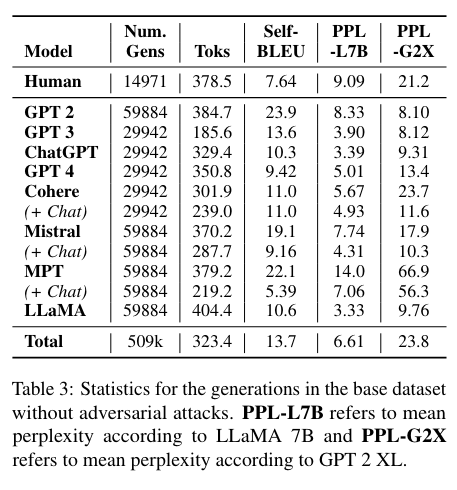 Model Num. Gens Toks Self-BLEU PPL-L7B PPL-G2X
Human 14971 378.5 7.64 9.09 21.2
GPT 2 59884 384.7 23.9 8.33 8.10
GPT 3 29942 185.6 13.6 3.90 8.12
ChatGPT 29942 329.4 10.3 3.39 9.31
GPT 4 29942 350.8 9.42 5.01 13.4
Cohere 29942 301.9 11.0 5.67 23.7
(+ Chat) 29942 239.0 11.0 4.93 11.6
Mistral 59884 370.2 19.1 7.74 17.9
(+ Chat) 59884 287.7 9.16 4.31 10.3
MPT 59884 379.2 22.1 14.0 66.9
(+ Chat) 59884 219.2 5.39 7.06 56.3
LLaMA 59884 404.4 10.6 3.33 9.76
Total 509k 323.4 13.7 6.61 23.8
Table 3: Statistics for the generations in the base dataset
without adversarial attacks. PPL-L7B refers to mean
perplexity according to LLaMA 7B and PPL-G2X
refers to mean perplexity according to GPT 2 XL.